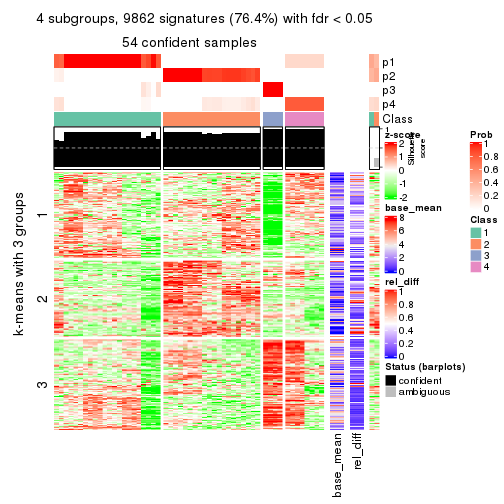 4 subgroups, 9862 signatures (76.4%) with fdr < 0.05
54 confident samples
p1
p2
p3
p4
Class
1
Silhouette
score
k-means with 3 groups
1
2
3
base_mean
rel_diff
z-score
2
1
0
-1
-2
base_mean
8
6
4
2
0
rel_diff
1
0.8
0.6
0.4
0.2
0
Status (barplots)
confident
ambiguous
Prob
1
0.8
0.6
0.4
0.2
0
Class
1
2
3
4